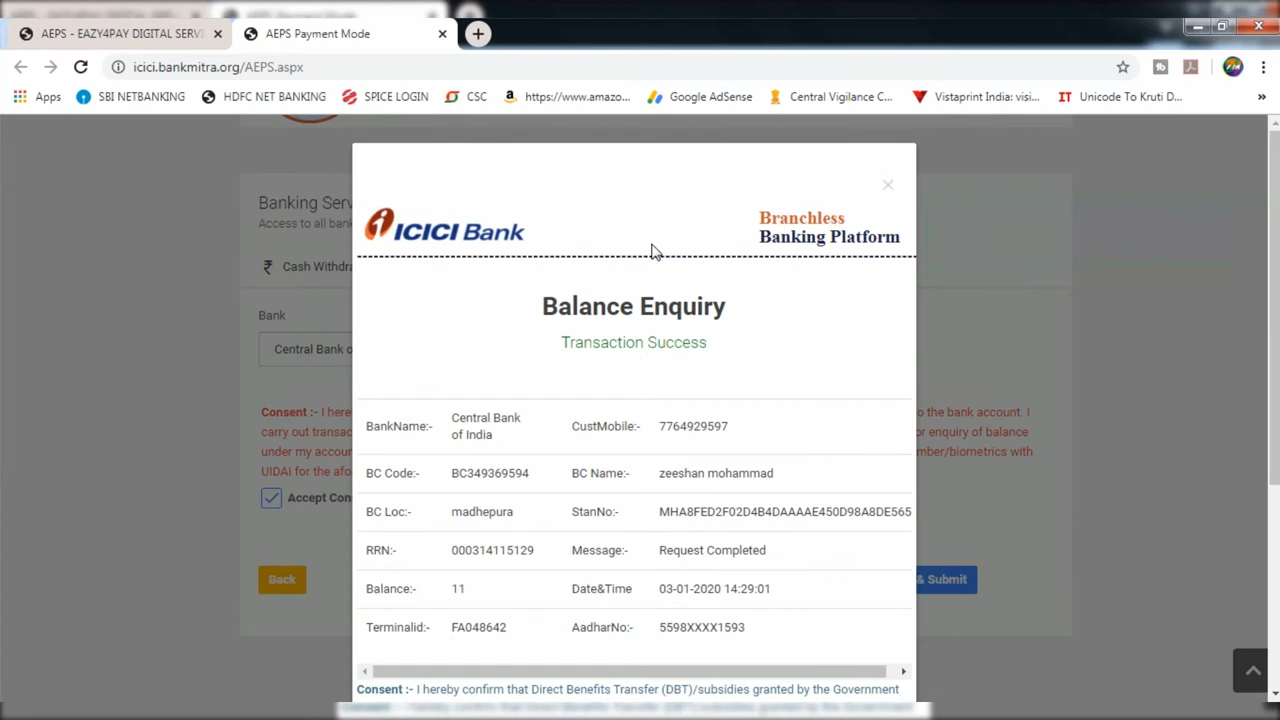 AEPS - EAZY4PAY DIGITAL SERV
AEPS Payment Mode
icici.bankmitra.org/AEPS.aspx
Apps SBI NETBANKING HDFC NET BANKING SPICE LOGIN CSC https://www.amazo... Google AdSense Central Vigilance C... Vistaprint India: visi... Unicode To Kruti D... »
Banking Serv
Access to all bank
₹ Cash Withdra
Bank
Central Bank o
Consent :- I here
carry out transac
under my accou
UIDAI for the afo
Accept Con
Back
o the bank account. I
or enquiry of balance
mber/biometrics with
& Submit
ICICI Bank
Branchless
Banking Platform
Balance Enquiry
Transaction Success
BankName:- Central Bank of India CustMobile:- 7764929597
BC Code:- BC349369594 BC Name:- zeeshan mohammad
BC Loc:- madhepura StanNo:- MHA8FED2F02D4B4DAAAAE450D98A8DE565
RRN:- 000314115129 Message:- Request Completed
Balance:- 11 Date&Time 03-01-2020 14:29:01
Terminalid:- FA048642 AadharNo:- 5598XXXX1593
Consent :- I hereby confirm that Direct Benefits Transfer (DBT)/subsidies granted by the Government